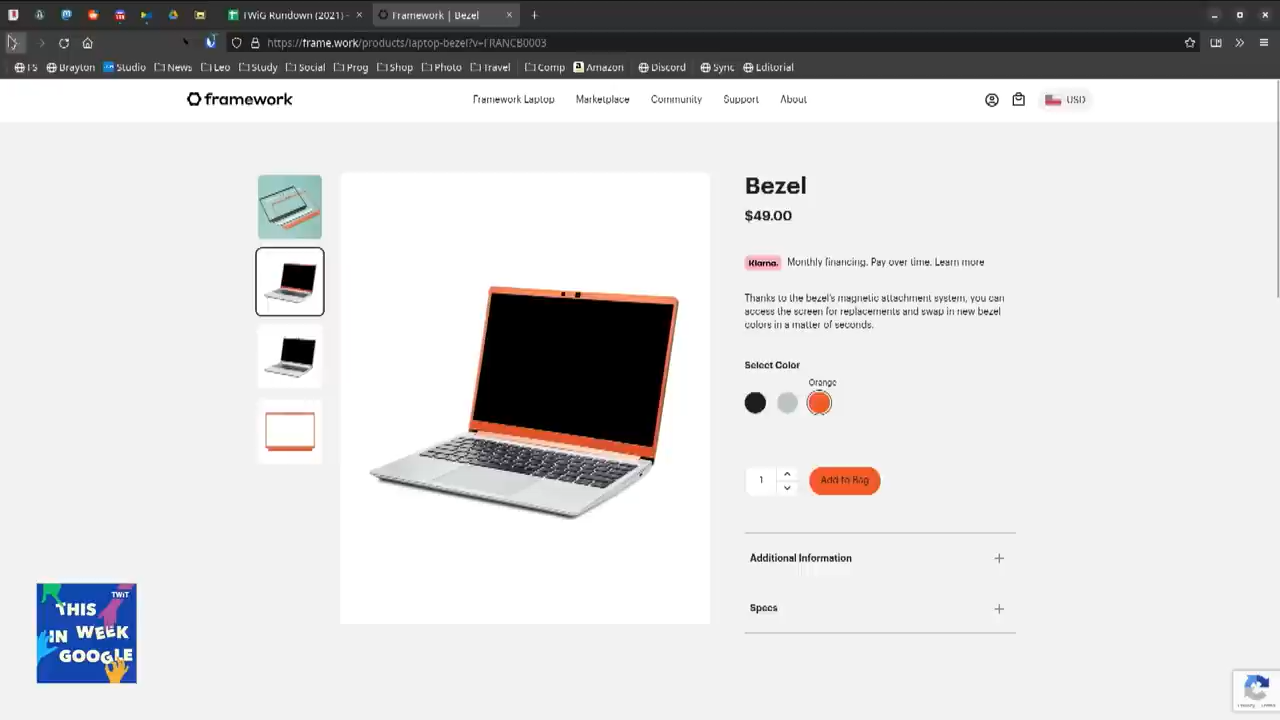 TWiG Rundown (2021) -
Framework | Bezel
https://frame.work/products/laptop-bezel?v=FRANCB0003
TS
Brayton
Studio
News
Leo
Study
Social
Prog
Shop
Photo
Travel
Comp
Amazon
Discord
Sync
Editorial
framework
Framework Laptop
Marketplace
Community
Support
About
USD
Bezel
$49.00
Klarna.
Monthly financing. Pay over time. Learn more
Thanks to the bezel's magnetic attachment system, you can
access the screen for replacements and swap in new bezel
colors in a matter of seconds.
Select Color
Orange
1
Add to Bag
Additional Information
Specs
TWiT
THIS
IN WEEK
GOOGLE